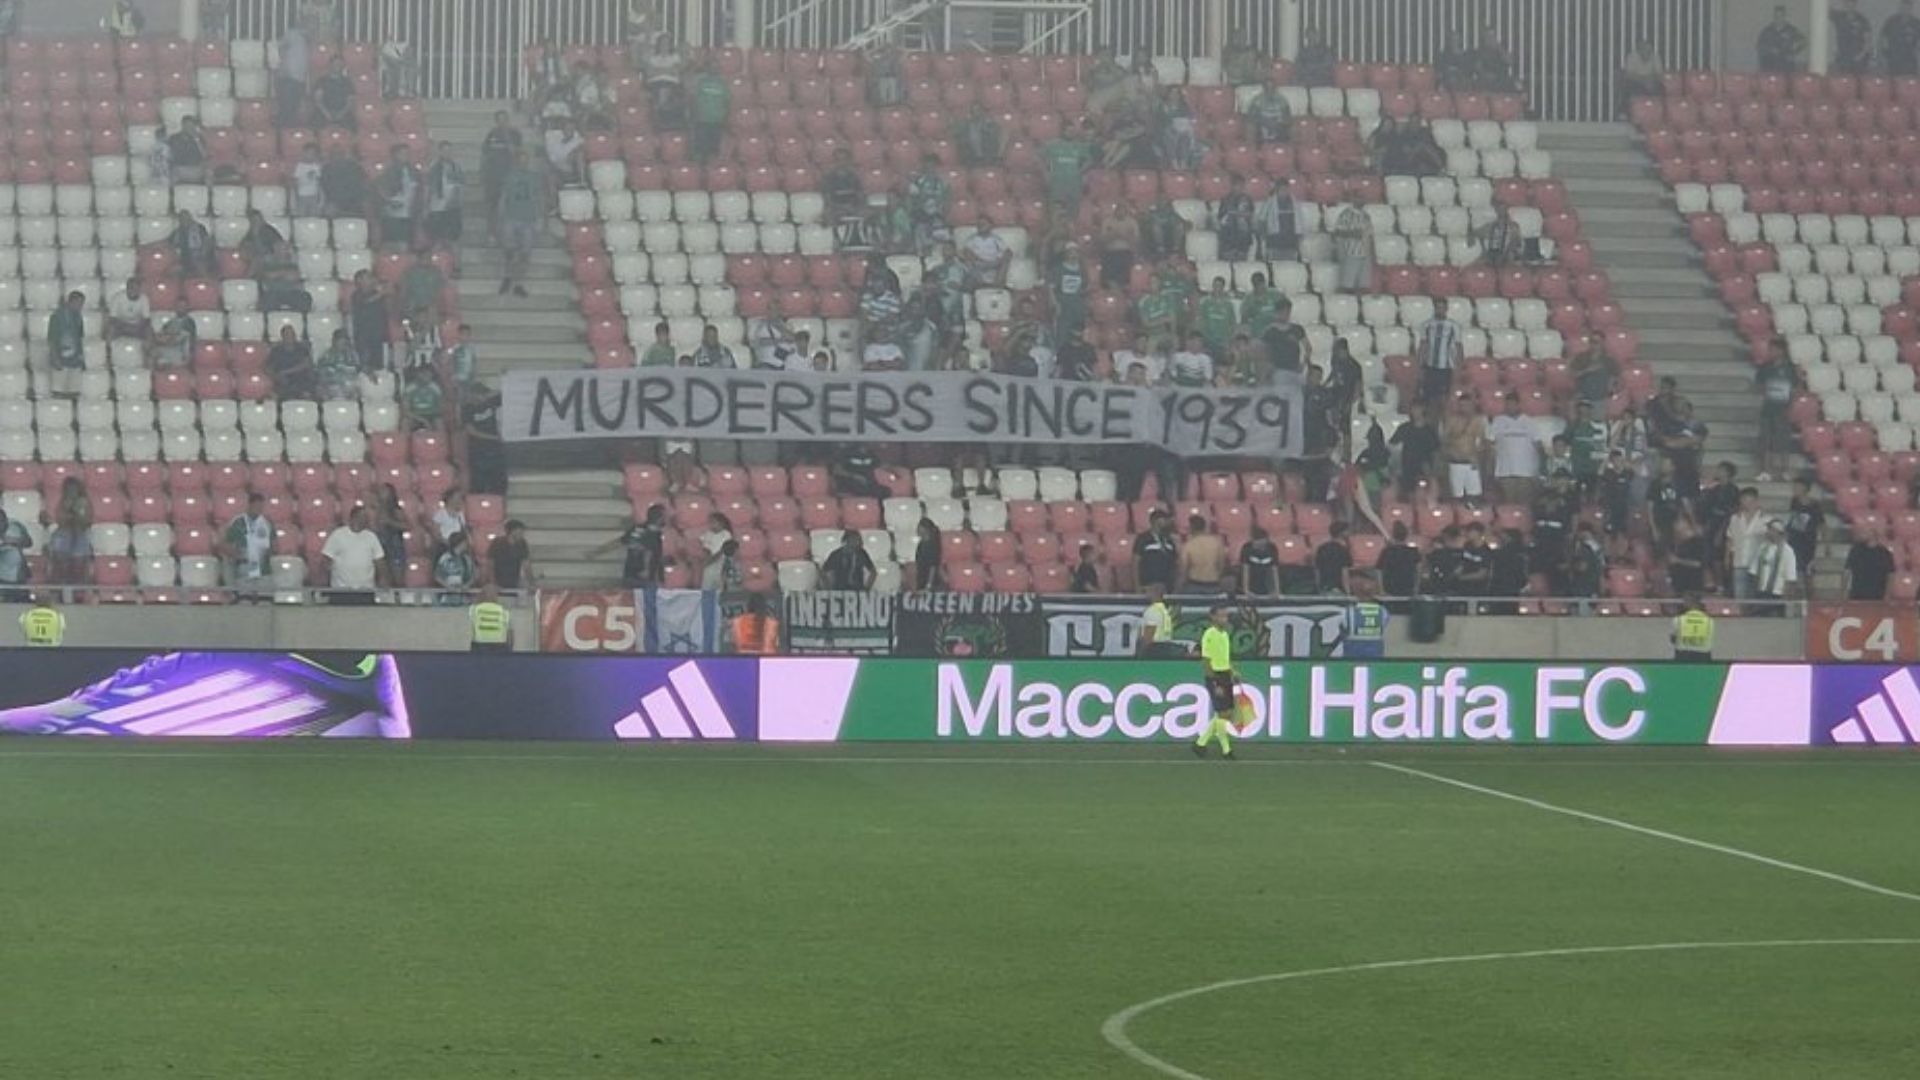 MURDERERS SINCE 1939
C5
INFERNO
GREEN APES
C4
Maccabi Haifa FC